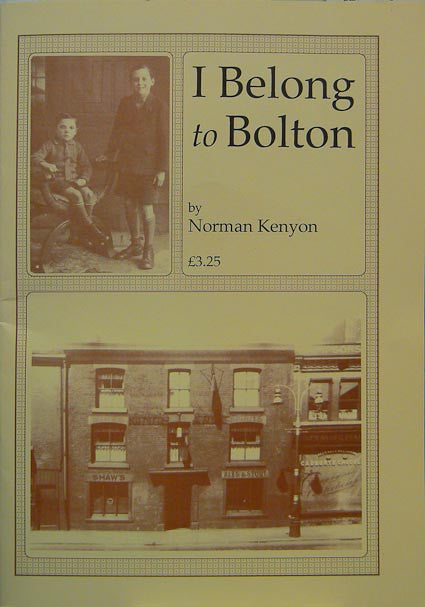 I Belong
to Bolton
by
Norman Kenyon
£3.25
SHAW'S
ALES & STOUT